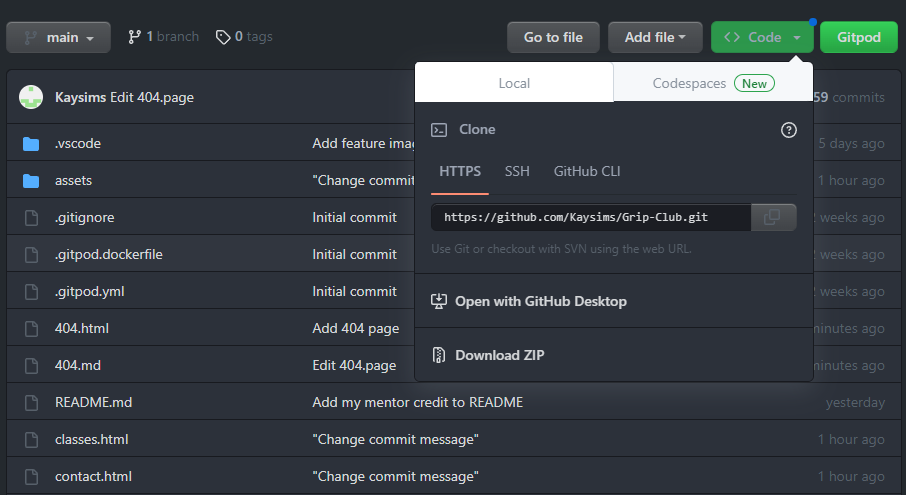 main
1 branch
0 tags
Go to file
Add file
Code
Gitpod
Local
Codespaces New
Kaysims Edit 404.page
59 commits
Clone
HTTPS SSH GitHub CLI
https://github.com/Kaysims/Grip-Club.git
Use Git or checkout with SVN using the web URL.
Open with GitHub Desktop
Download ZIP
.vscode Add feature 5 days ago
assets "Change commit 1 hour ago
.gitignore Initial commit weeks ago
.gitpod.dockerfile Initial commit weeks ago
.gitpod.yml Initial commit weeks ago
404.html Add 404 page minutes ago
404.md Edit 404.page minutes ago
README.md Add my mentor credit to README yesterday
classes.html "Change commit message" 1 hour ago
contact.html "Change commit message" 1 hour ago